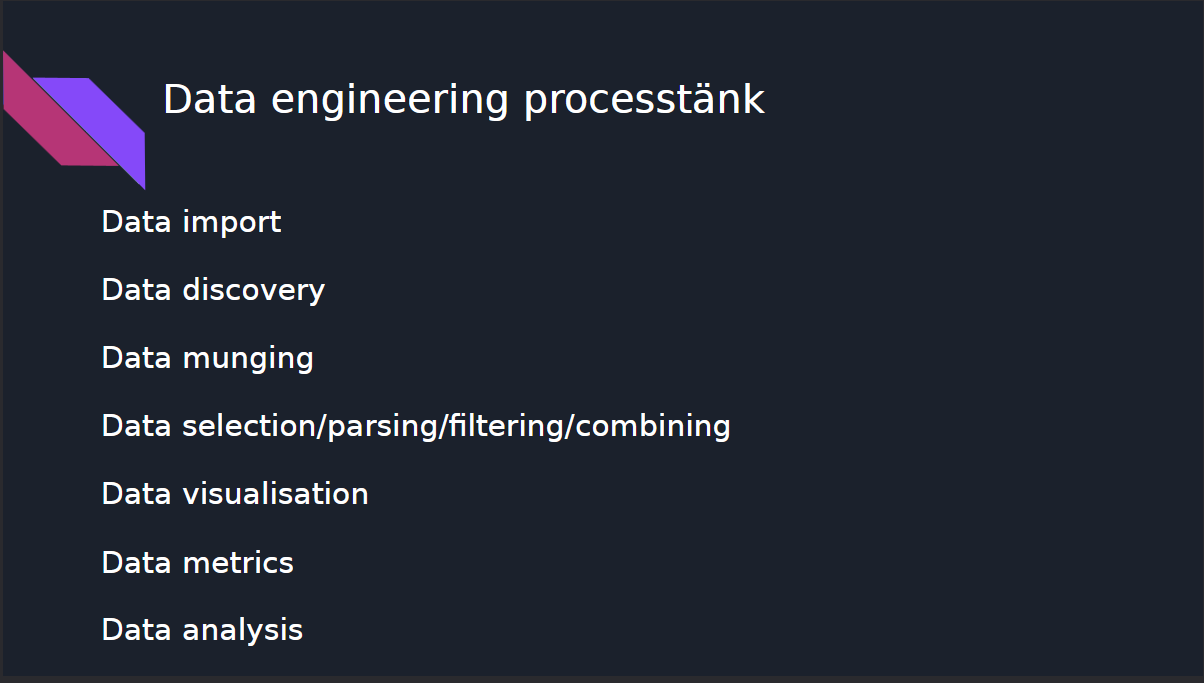 Data engineering processtänk
Data import
Data discovery
Data munging
Data selection/parsing/filtering/combining
Data visualisation
Data metrics
Data analysis